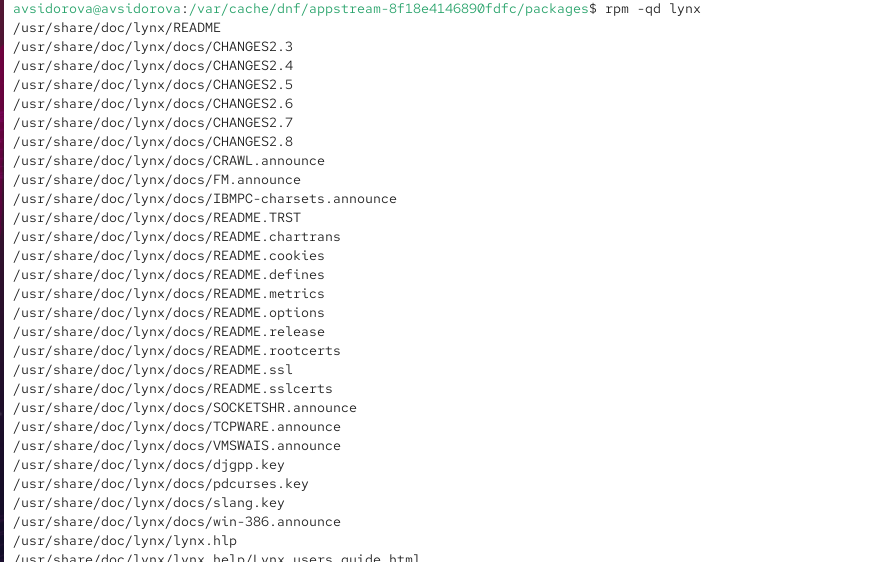 avsidorova@avsidorova:/var/cache/dnf/appstream-8f18e4146890fdfc/packages$ rpm -qd lynx
/usr/share/doc/lynx/README
/usr/share/doc/lynx/docs/CHANGES2.3
/usr/share/doc/lynx/docs/CHANGES2.4
/usr/share/doc/lynx/docs/CHANGES2.5
/usr/share/doc/lynx/docs/CHANGES2.6
/usr/share/doc/lynx/docs/CHANGES2.7
/usr/share/doc/lynx/docs/CHANGES2.8
/usr/share/doc/lynx/docs/CRAWL.announce
/usr/share/doc/lynx/docs/FM.announce
/usr/share/doc/lynx/docs/IBMPC-charsets.announce
/usr/share/doc/lynx/docs/README.TRST
/usr/share/doc/lynx/docs/README.chartrans
/usr/share/doc/lynx/docs/README.cookies
/usr/share/doc/lynx/docs/README.defines
/usr/share/doc/lynx/docs/README.metrics
/usr/share/doc/lynx/docs/README.options
/usr/share/doc/lynx/docs/README.release
/usr/share/doc/lynx/docs/README.rootcerts
/usr/share/doc/lynx/docs/README.ssl
/usr/share/doc/lynx/docs/README.sslcerts
/usr/share/doc/lynx/docs/SOCKETSHR.announce
/usr/share/doc/lynx/docs/TCPWARE.announce
/usr/share/doc/lynx/docs/VMSWAIS.announce
/usr/share/doc/lynx/docs/djgpp.key
/usr/share/doc/lynx/docs/pdcurses.key
/usr/share/doc/lynx/docs/slang.key
/usr/share/doc/lynx/docs/win-386.announce
/usr/share/doc/lynx/lynx.hlp
/usr/share/doc/lynx/lynx_help/Lynx_users_guide.html